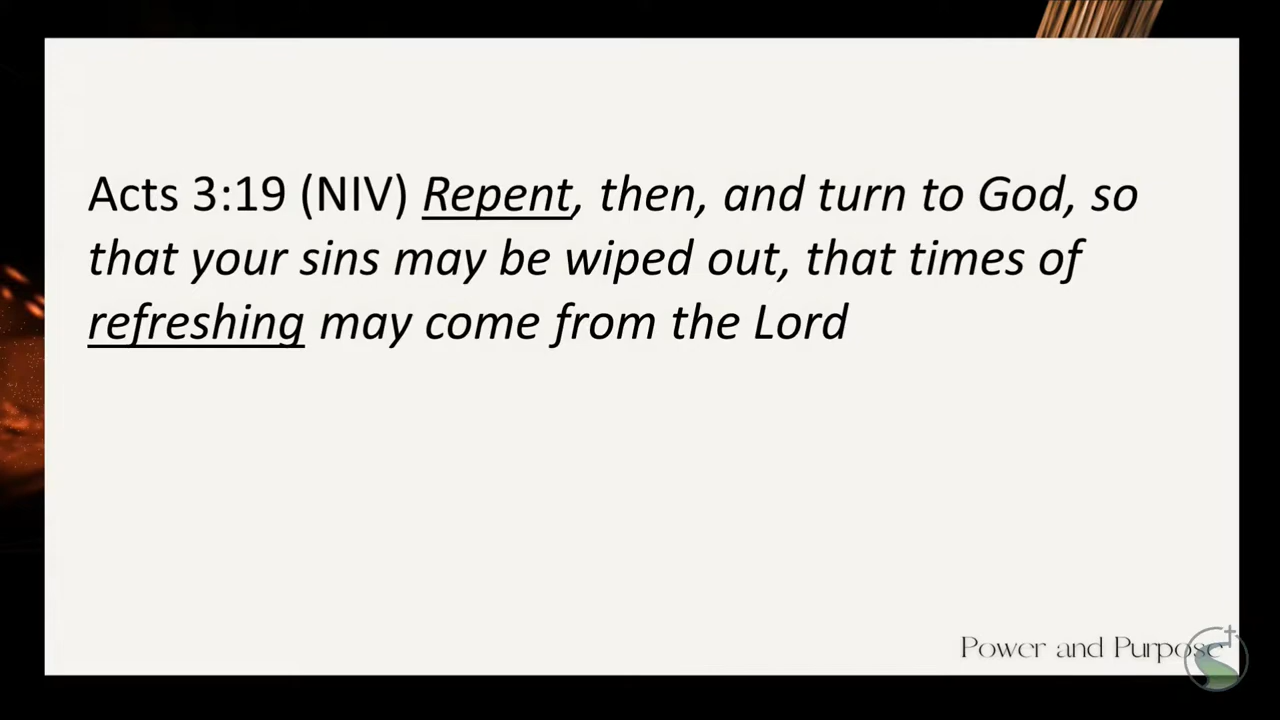 Acts 3:19 (NIV) Repent, then, and turn to God, so
that your sins may be wiped out, that times of
refreshing may come from the Lord
Power and Purpose